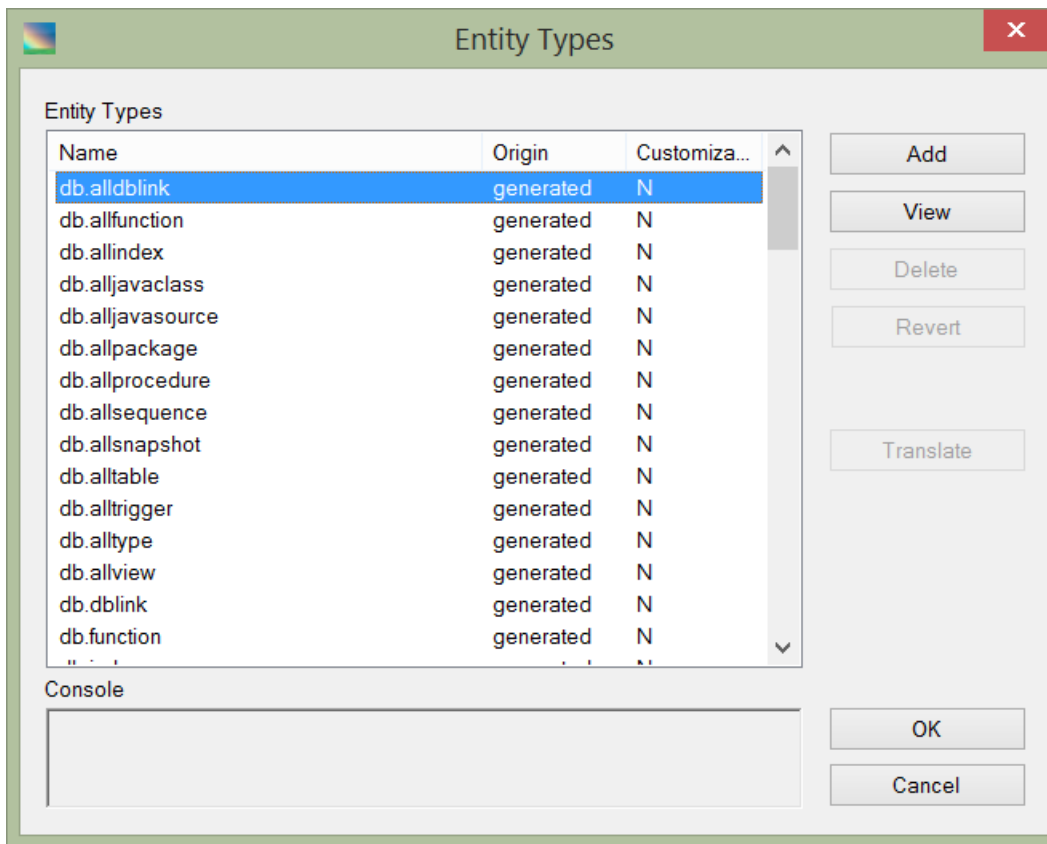 Entity Types
Entity Types
Name Origin Customiza...
db.alldblink generated N
db.allfunction generated N
db.allindex generated N
db.alljavaclass generated N
db.alljavasource generated N
db.allpackage generated N
db.allprocedure generated N
db.allsequence generated N
db.allsnapshot generated N
db.alltable generated N
db.alltrigger generated N
db.alltype generated N
db.allview generated N
db.dblink generated N
db.function generated N
Add
View
Delete
Revert
Translate
Console
OK
Cancel